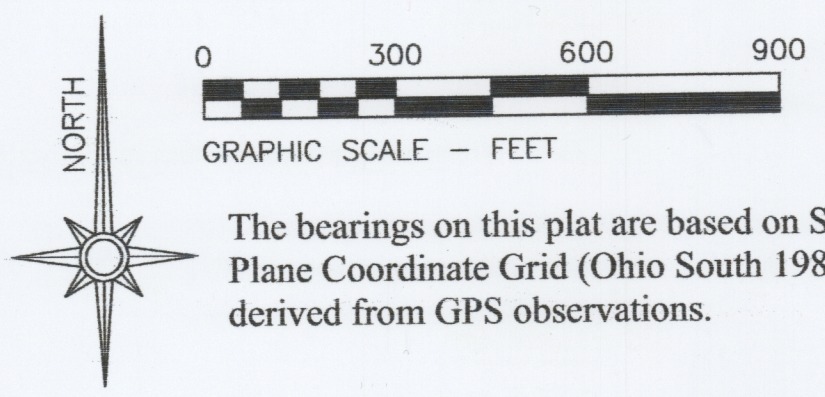 0 300 600 900
NORTH
GRAPHIC SCALE – FEET
The bearings on this plat are based on S
Plane Coordinate Grid (Ohio South 198
derived from GPS observations.